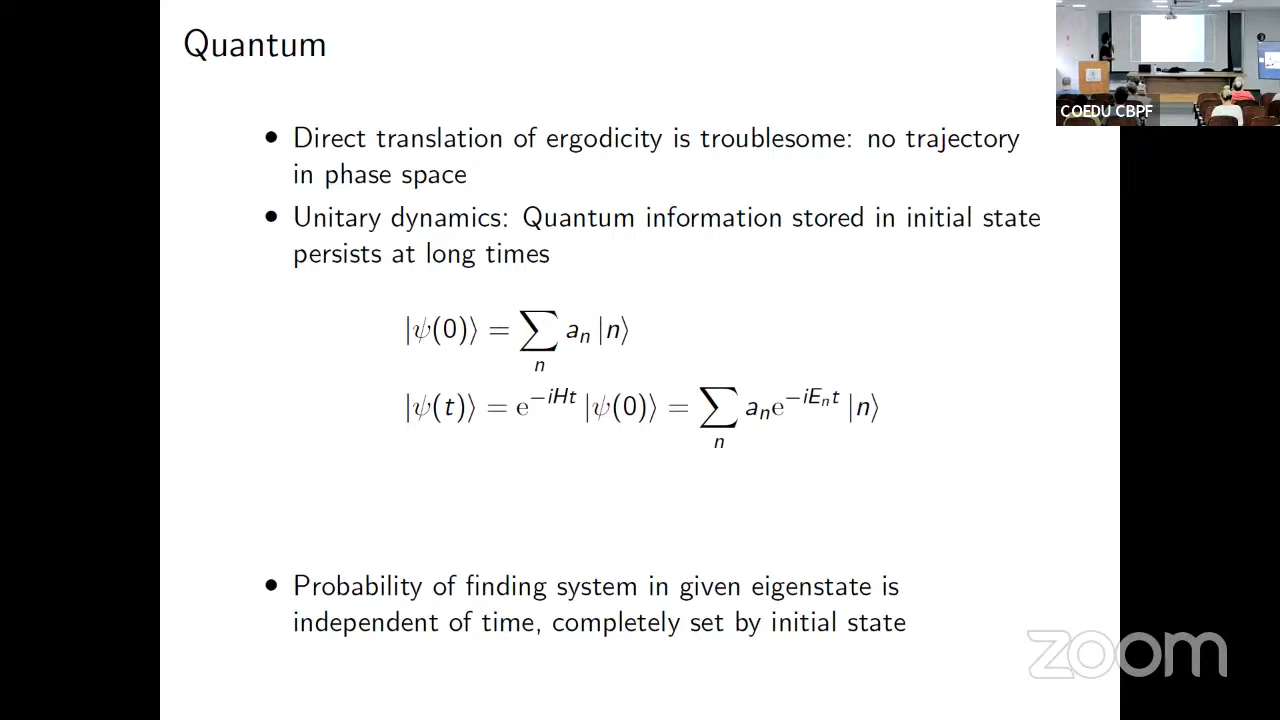 Quantum
COEDU CBPF
• Direct translation of ergodicity is troublesome: no trajectory
in phase space
• Unitary dynamics: Quantum information stored in initial state
persists at long times
|ψ(0)⟩ = ∑_n a_n |n⟩
|ψ(t)⟩ = e^{-iHt} |ψ(0)⟩ = ∑_n a_n e^{-iE_n t} |n⟩
• Probability of finding system in given eigenstate is
independent of time, completely set by initial state
zoom